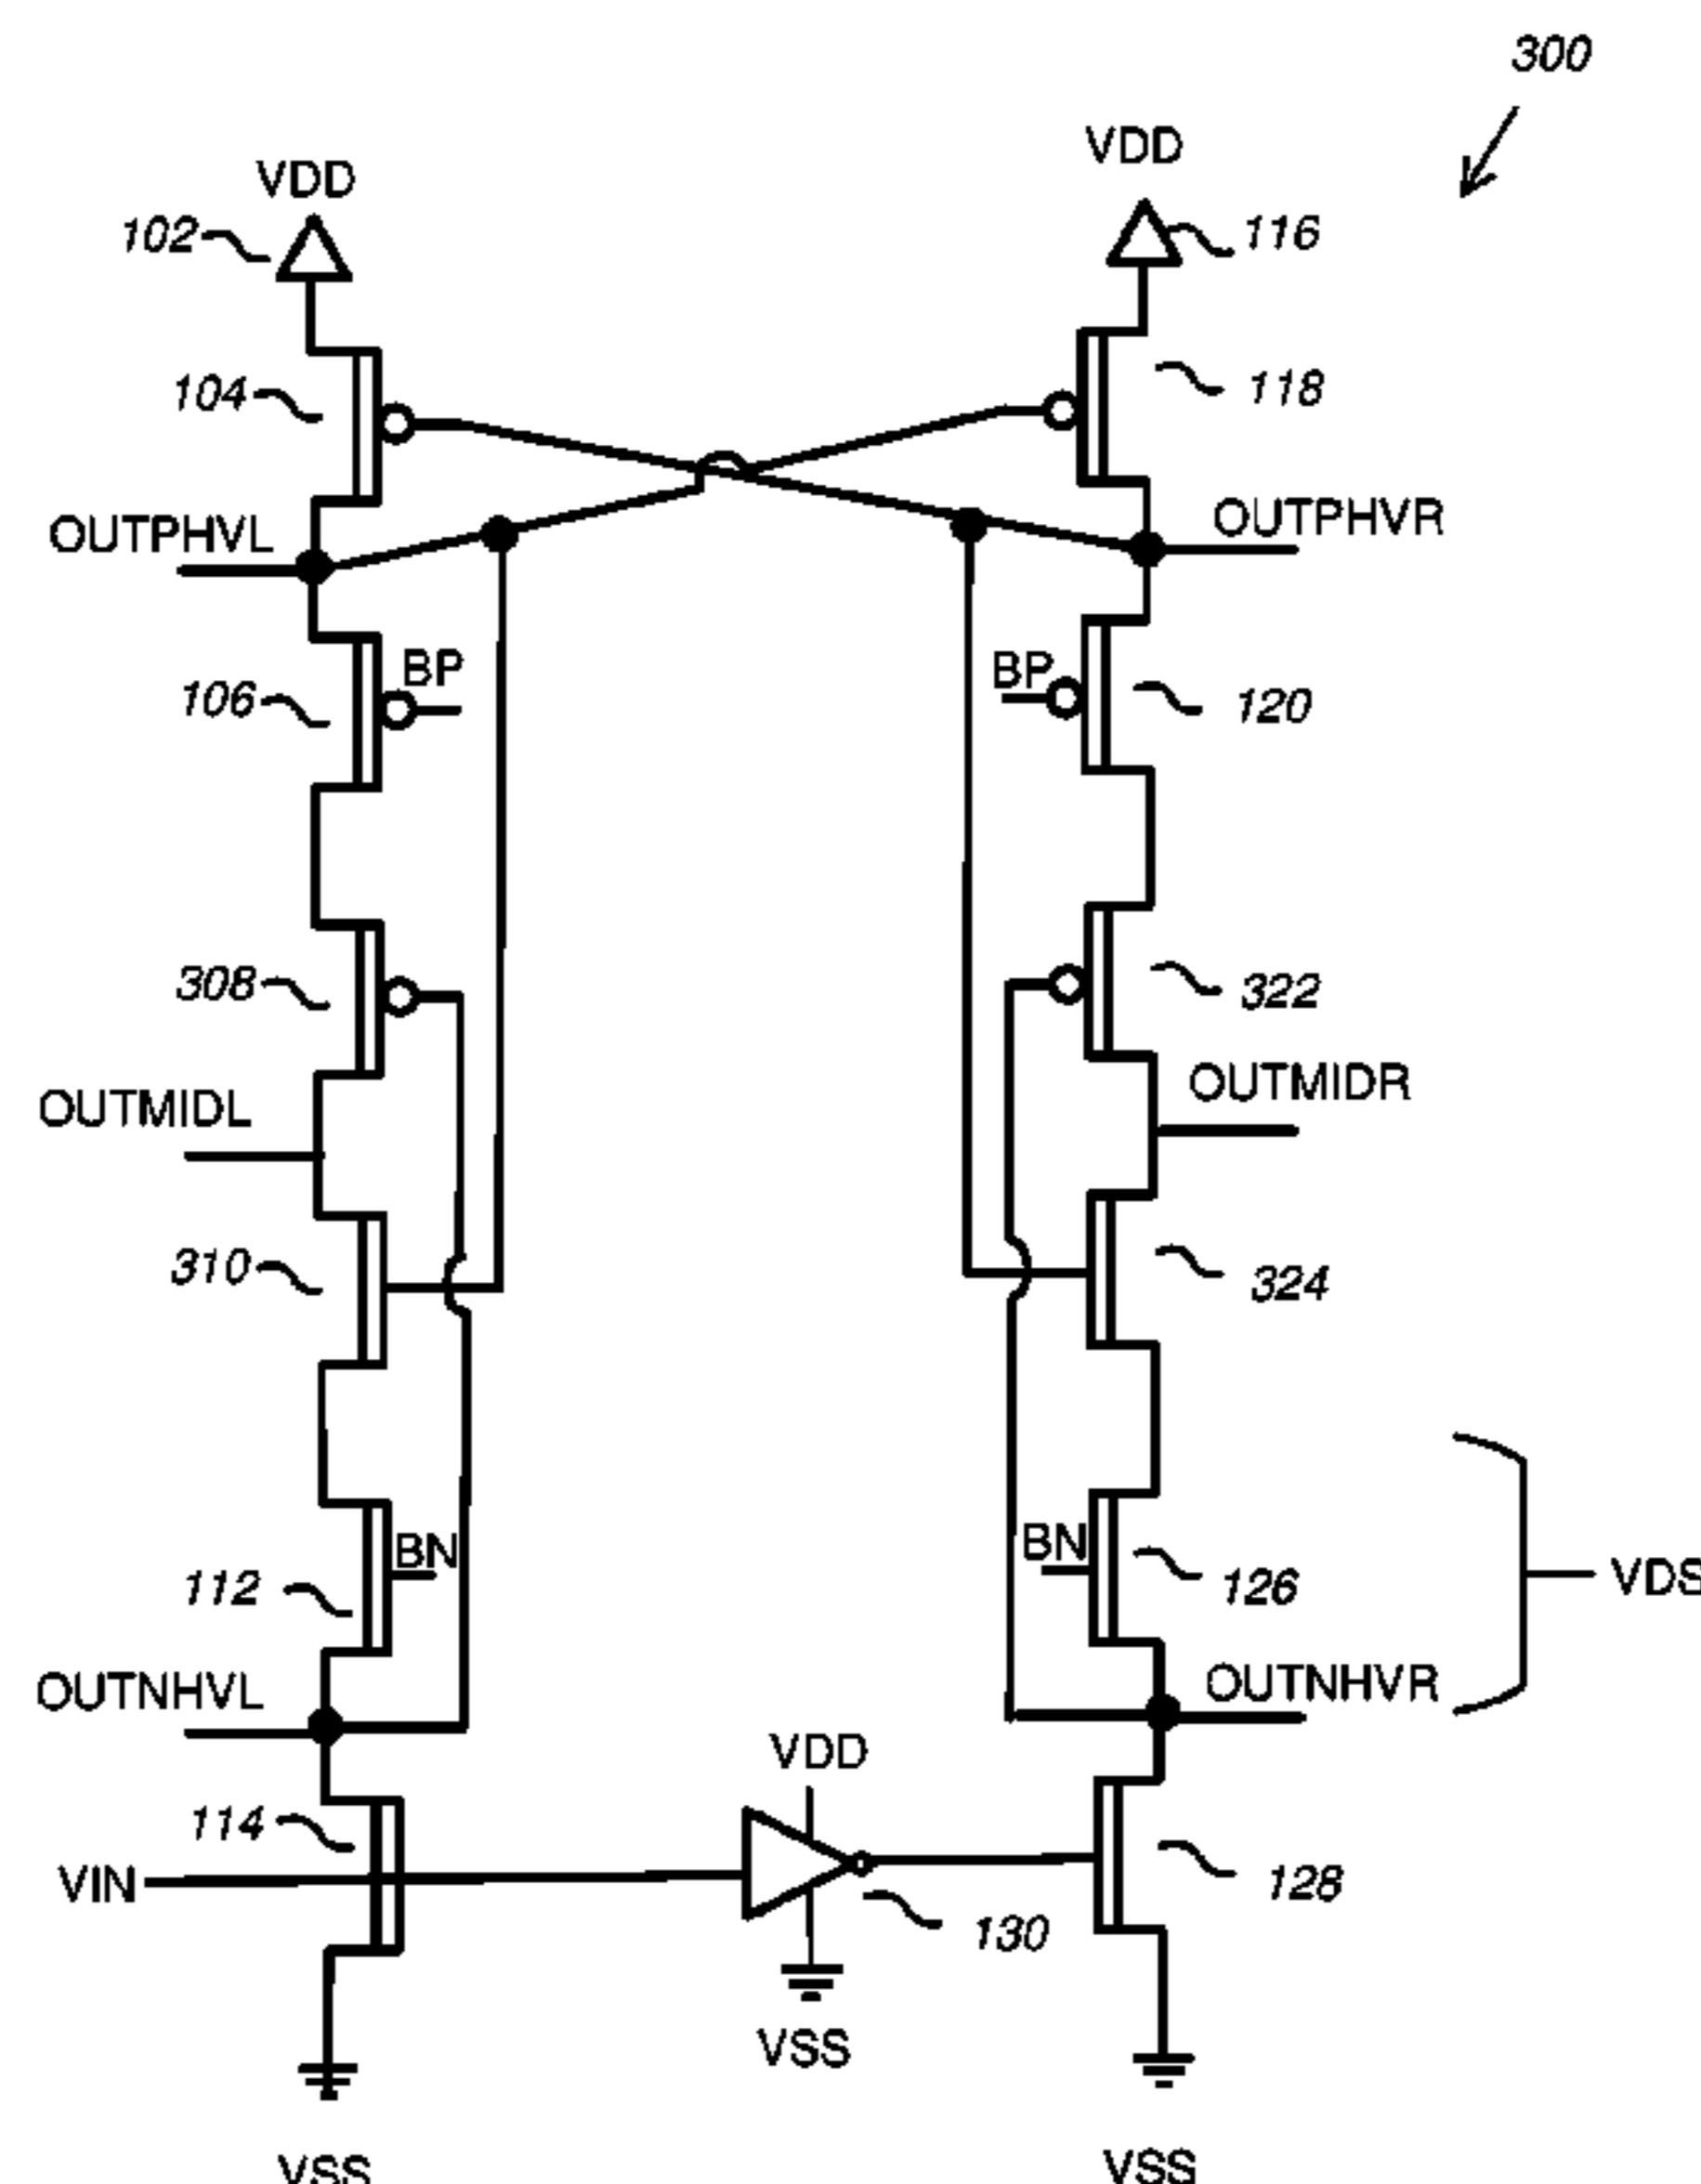 300
VDD
VDD
102
116
104
118
OUTPHVL
OUTPHVR
BP
BP
106
120
308
322
OUTMIDL
OUTMIDR
310
324
BN
BN
112
126
VDS
OUTNHVL
OUTNHVR
VDD
114
VIN
128
130
VSS
VSS
VSS